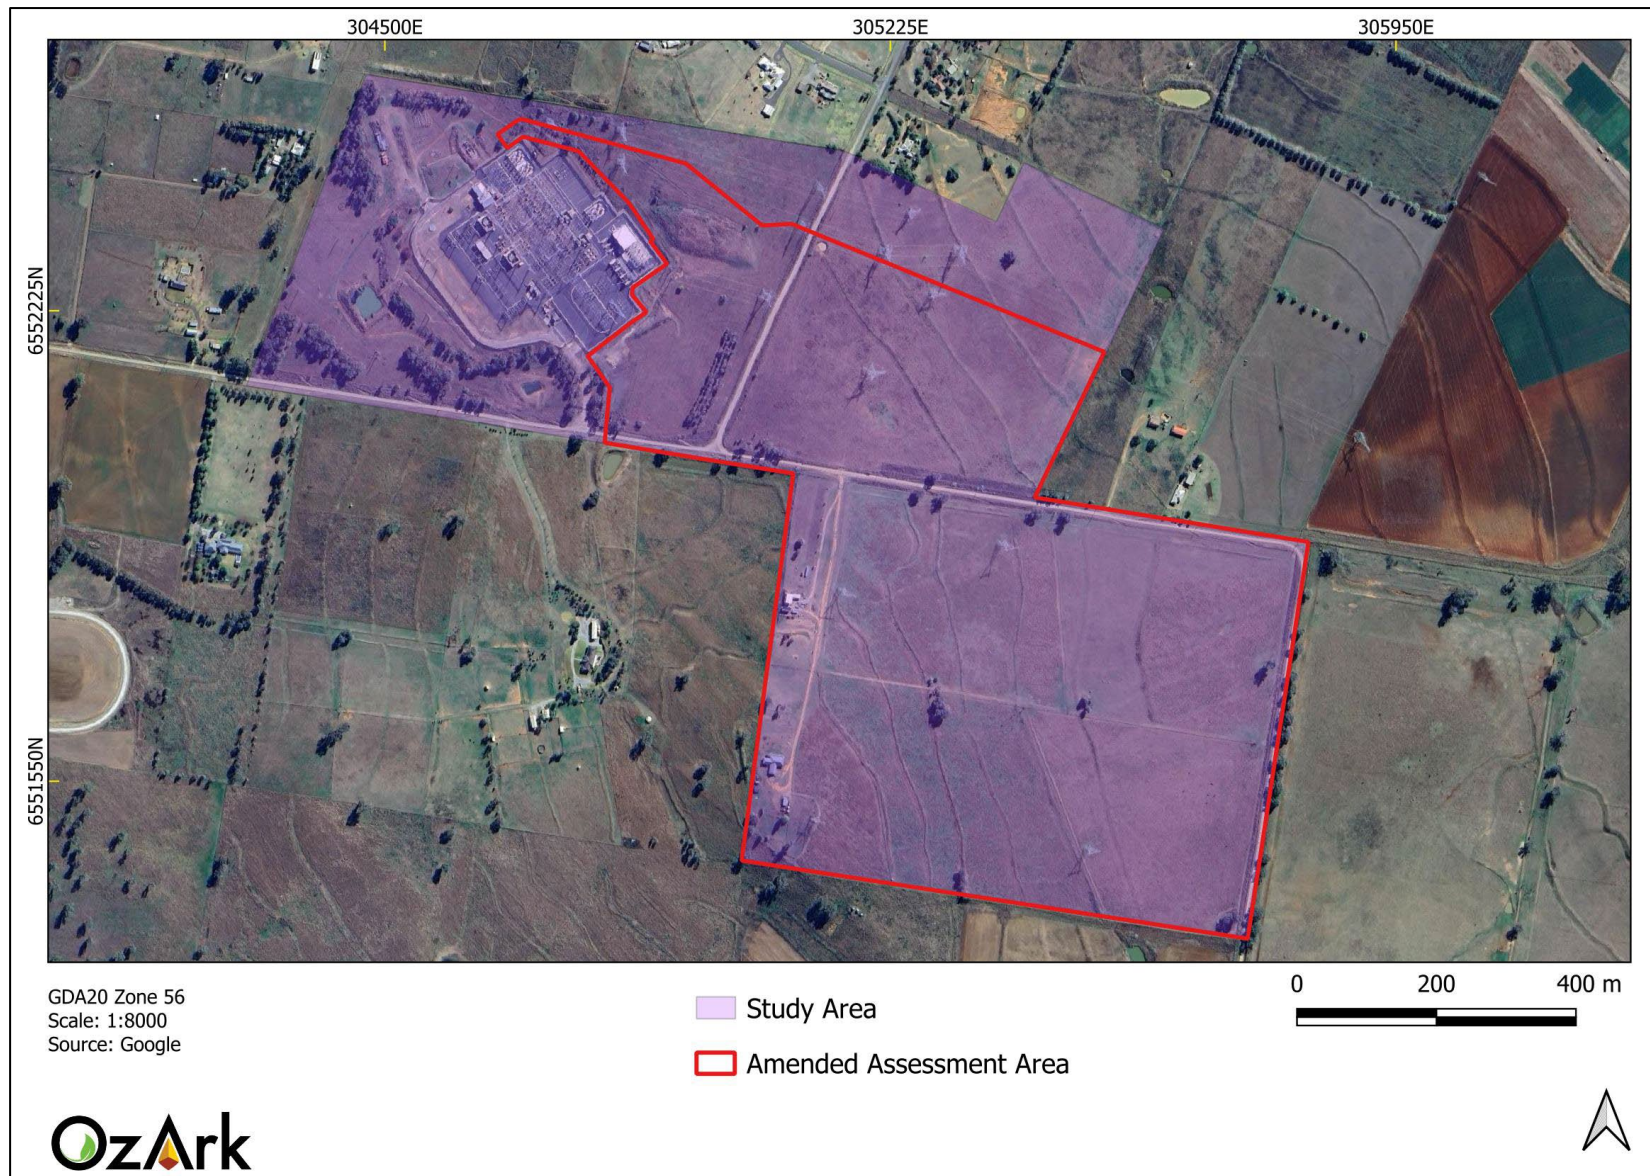 304500E
305225E
305950E
6552225N
6551550N
GDA20 Zone 56
Scale: 1:8000
Source: Google
Study Area
Amended Assessment Area
0 200 400 m
OzArk